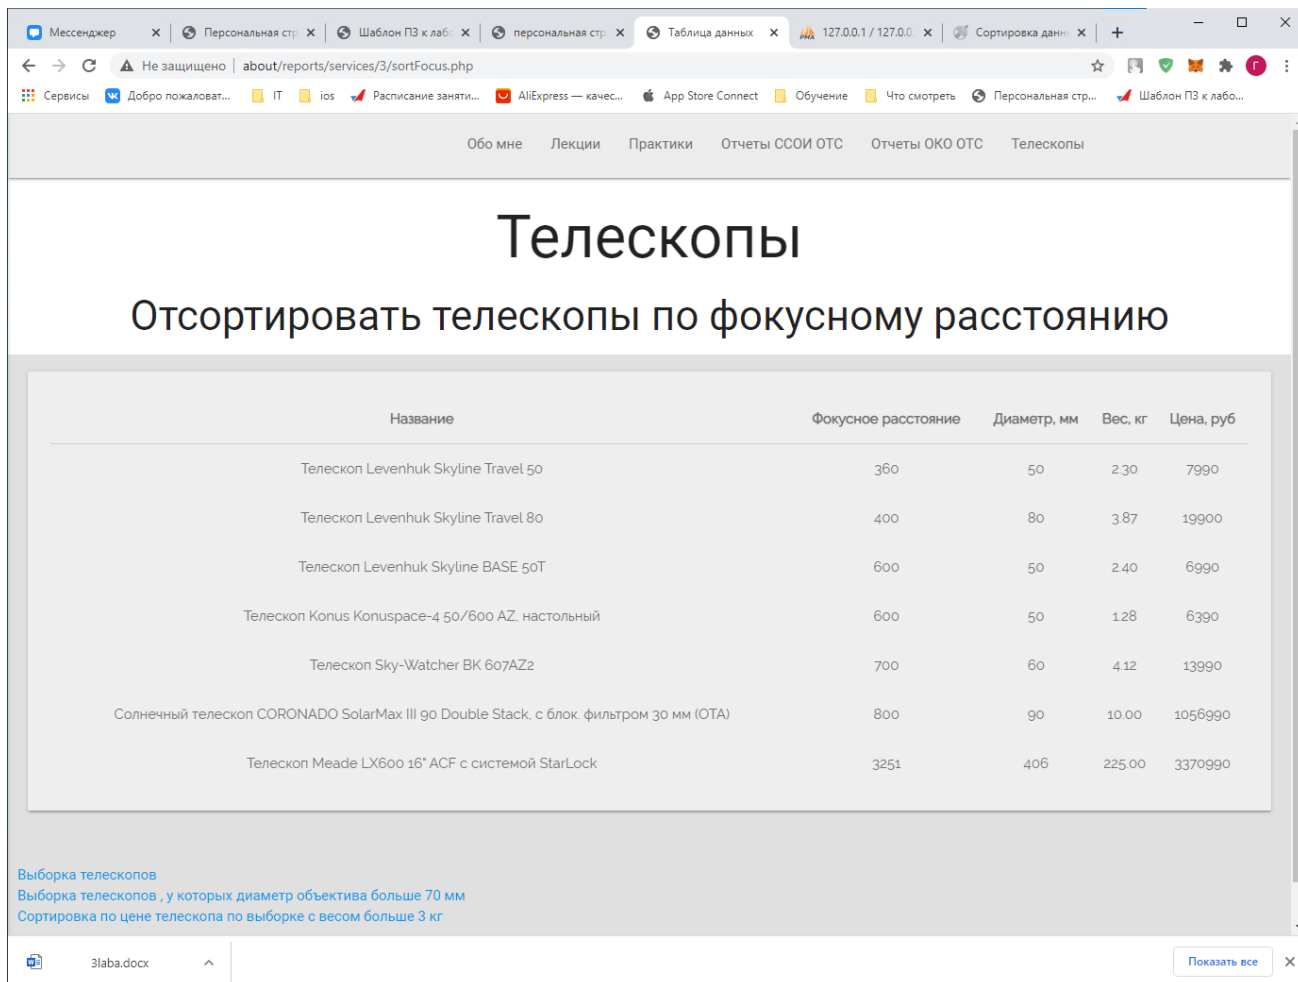 Мессенджер Персональная стр Шаблон ПЗ к лабо персональная стр Таблица данных 127.0.0.1 / 127.0.0. Сортировка данн
Не защищено | about/reports/services/3/sortFocus.php
Сервисы Добро пожаловат... IT ios Расписание заняти... AliExpress — качес... App Store Connect Обучение Что смотреть Персональная стр... Шаблон ПЗ к лабо...
Обо мне Лекции Практики Отчеты ССОИ ОТС Отчеты ОКО ОТС Телескопы
Телескопы
Отсортировать телескопы по фокусному расстоянию
Название Фокусное расстояние Диаметр, мм Вес, кг Цена, руб
Телескоп Levenhuk Skyline Travel 50 360 50 2.30 7990
Телескоп Levenhuk Skyline Travel 80 400 80 3.87 19900
Телескоп Levenhuk Skyline BASE 50T 600 50 2.40 6990
Телескоп Konus Konuspace-4 50/600 AZ, настольный 600 50 1.28 6390
Телескоп Sky-Watcher BK 607AZ2 700 60 4.12 13990
Солнечный телескоп CORONADO SolarMax III 90 Double Stack, с блок. фильтром 30 мм (OTA) 800 90 10.00 1056990
Телескоп Meade LX600 16" ACF с системой StarLock 3251 406 225.00 3370990
Выборка телескопов
Выборка телескопов , у которых диаметр объектива больше 70 мм
Сортировка по цене телескопа по выборке с весом больше 3 кг
3laba.docx Показать все